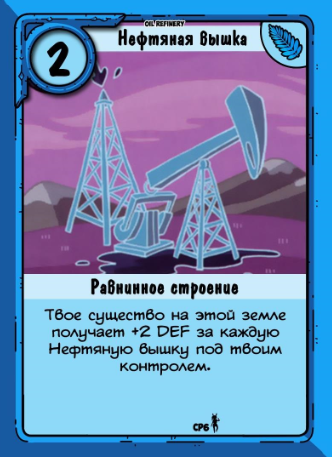 OIL REFINERY
2
Нефтяная вышка
Равнинное строение
Твое существо на этой земле
получает +2 DEF за каждую
Нефтяную вышку под твоим
контролем.
CP6